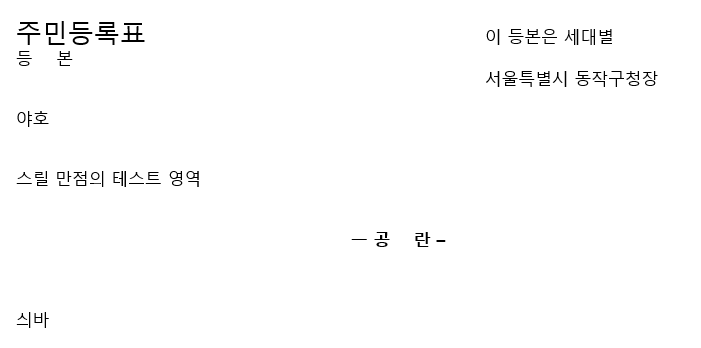 주민등록표
등 본
이 등본은 세대별
서울특별시 동작구청장
야호
스릴 만점의 테스트 영역
ㅡ 공 란 –
싀바